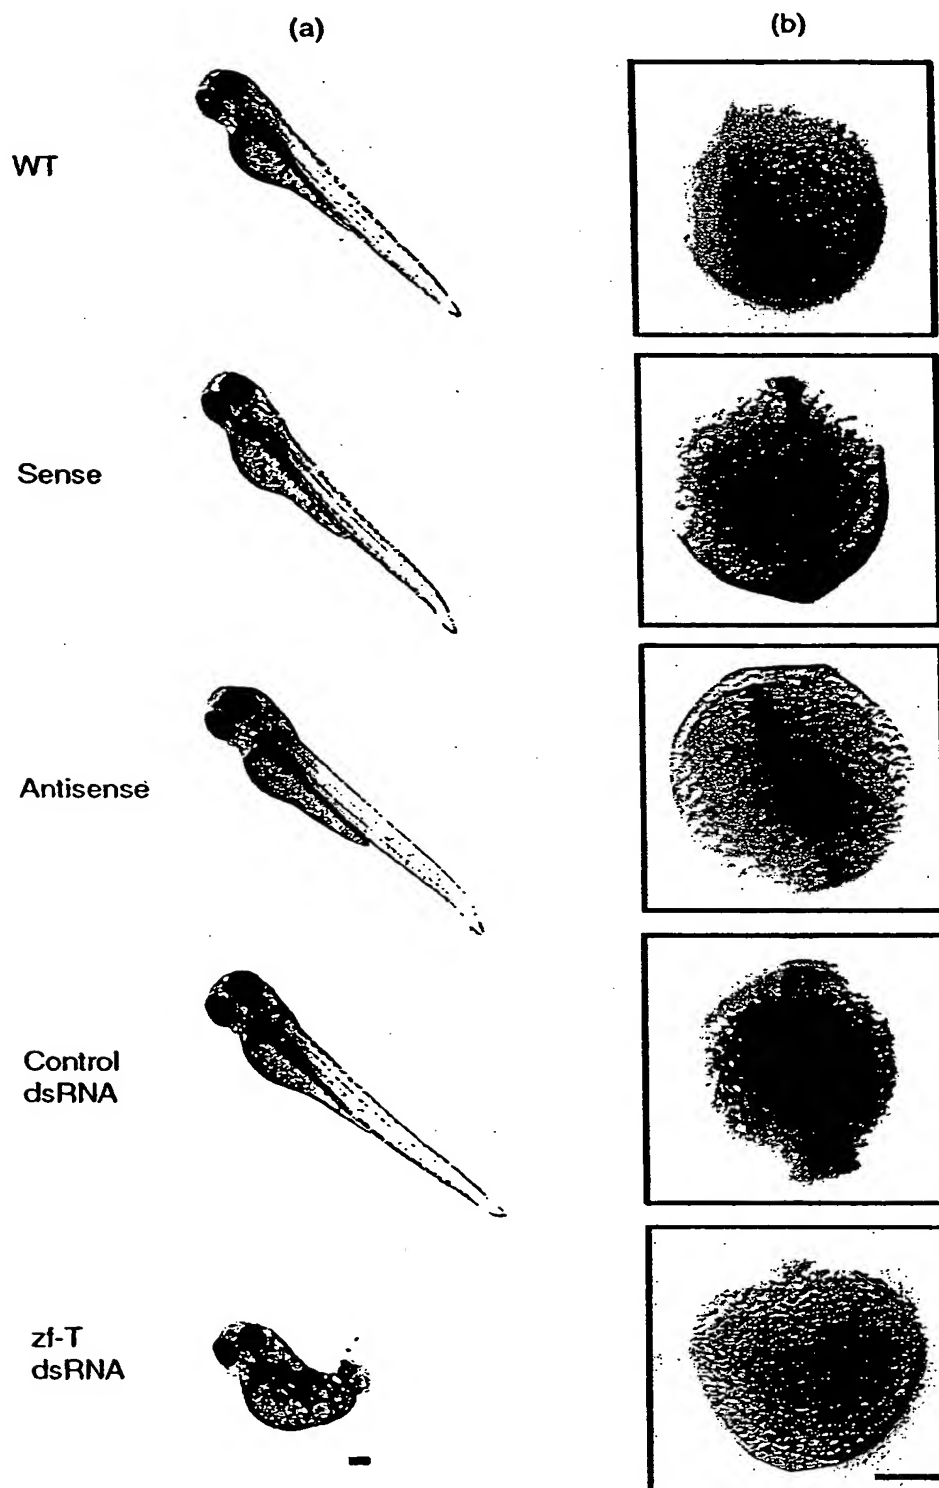 (a)
(b)
WT
Sense
Antisense
Control
dsRNA
zf-T
dsRNA